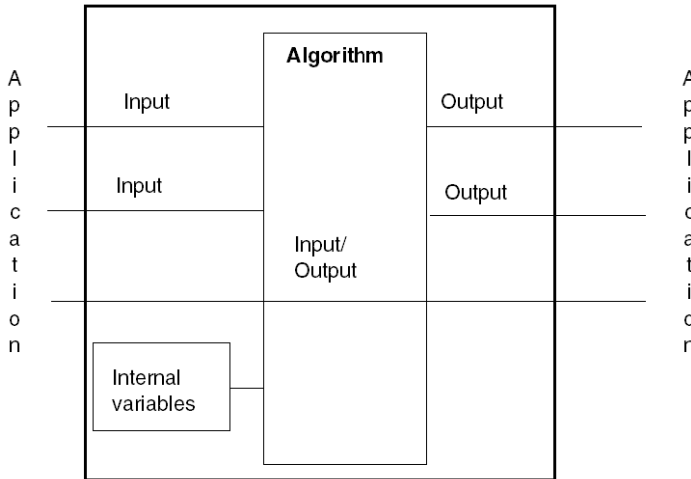 Application
Algorithm
Input
Output
Input
Output
Input/
Output
Internal
variables
Application